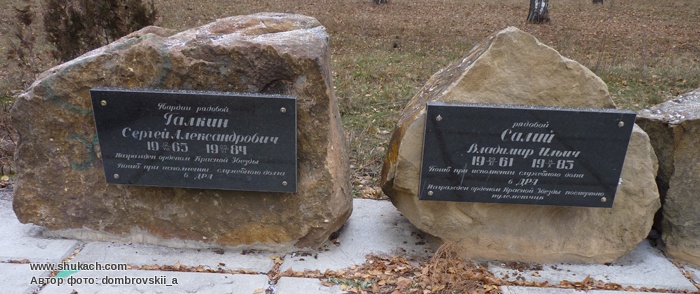 Гвардии рядовой
Галкин
Сергей Александрович
1965 1984
Награжден орденом Красной Звезды
Погиб при исполнении служебного долга
в ДРА
рядовой
Салий
Владимир Ильич
1961 1983
Погиб при исполнении служебного долга
в ДРА
Награжден орденом Красной Звезды посмертно
пулеметчик
www.shukach.com
Автор фото: dombrovskii_a